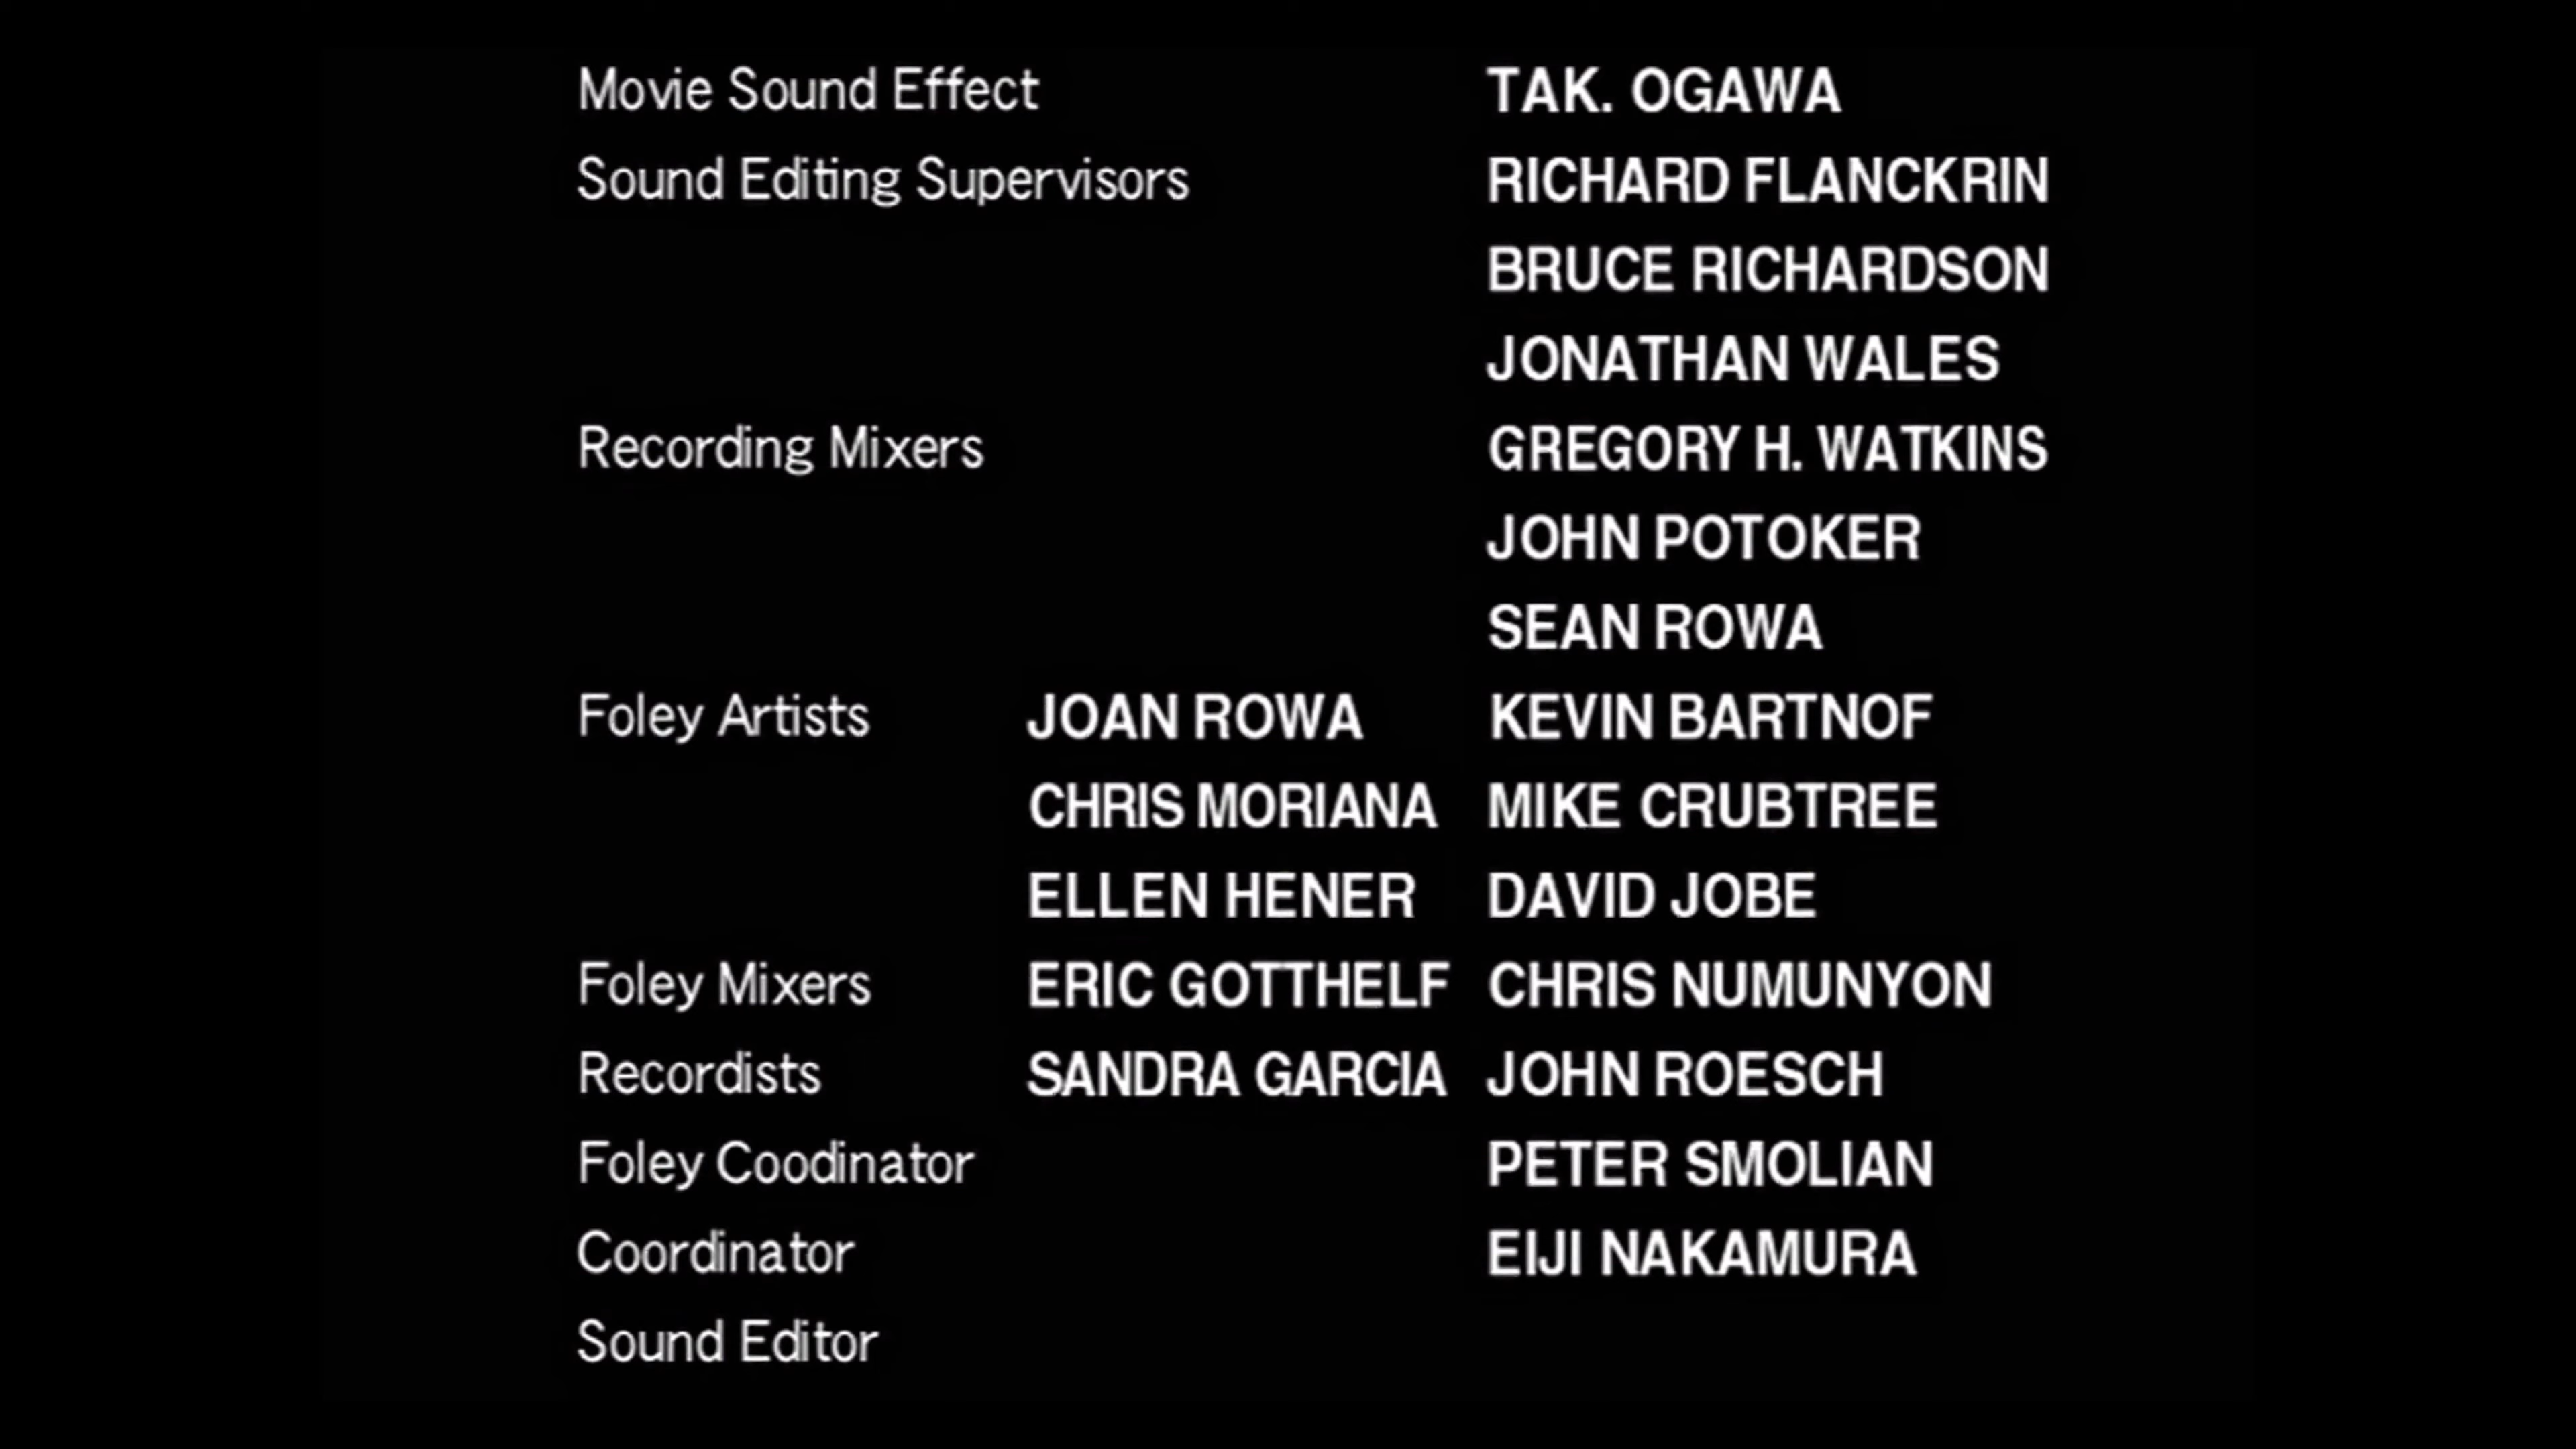 Movie Sound Effect TAK. OGAWA
Sound Editing Supervisors RICHARD FLANCKRIN
BRUCE RICHARDSON
JONATHAN WALES
Recording Mixers GREGORY H. WATKINS
JOHN POTOKER
SEAN ROWA
Foley Artists JOAN ROWA KEVIN BARTNOF
CHRIS MORIANA MIKE CRUBTREE
ELLEN HENER DAVID JOBE
Foley Mixers ERIC GOTTHELF CHRIS NUMUNYON
Recordists SANDRA GARCIA JOHN ROESCH
Foley Coodinator PETER SMOLIAN
Coordinator EIJI NAKAMURA
Sound Editor